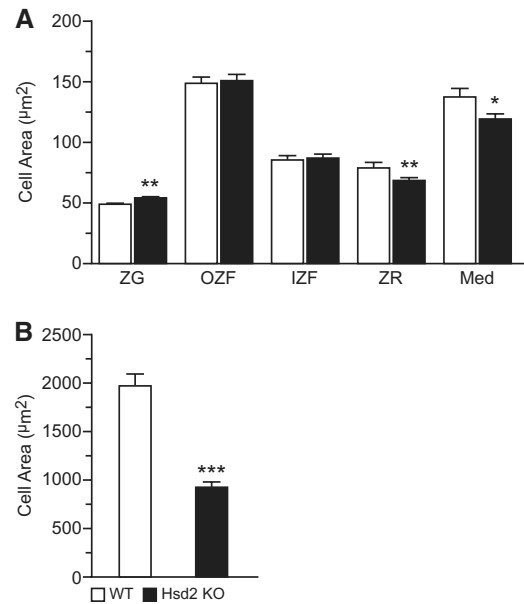 A
Cell Area (µm2)
200
150
100
50
0
**
**
*
ZG OZF IZF ZR Med
B
Cell Area (µm2)
2500
2000
1500
1000
500
0
***
WT Hsd2 KO